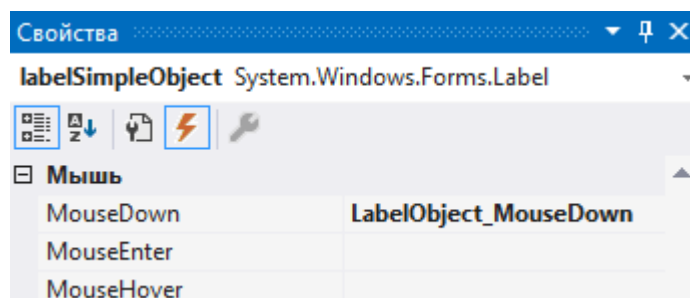 Свойства
labelSimpleObject System.Windows.Forms.Label
Мышь
MouseDown LabelObject_MouseDown
MouseEnter
MouseHover